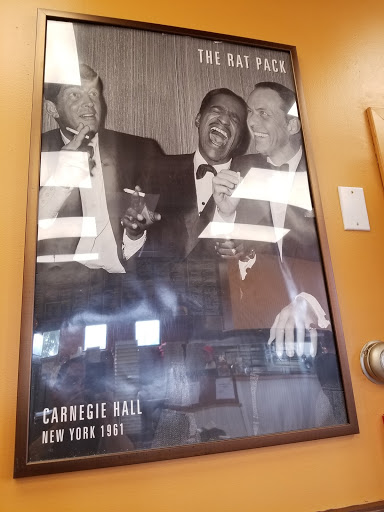 THE RAT PACK
CARNEGIE HALL
NEW YORK 1961